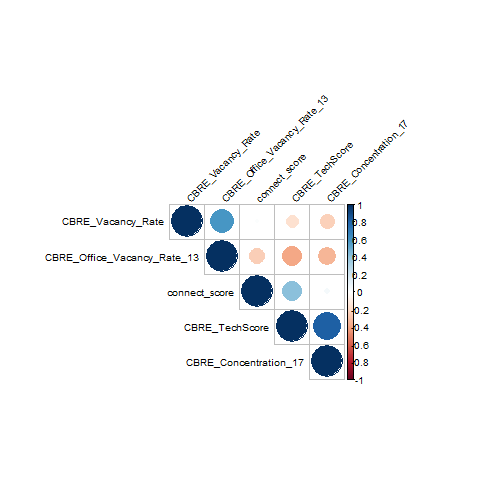 CBRE_Vacancy_Rate
CBRE_Office_Vacancy_Rate_13
connect_score
CBRE_TechScore
CBRE_Concentration_17
CBRE_Vacancy_Rate
CBRE_Office_Vacancy_Rate_13
connect_score
CBRE_TechScore
CBRE_Concentration_17
1
0.8
0.6
0.4
0.2
0
-0.2
-0.4
-0.6
-0.8
-1